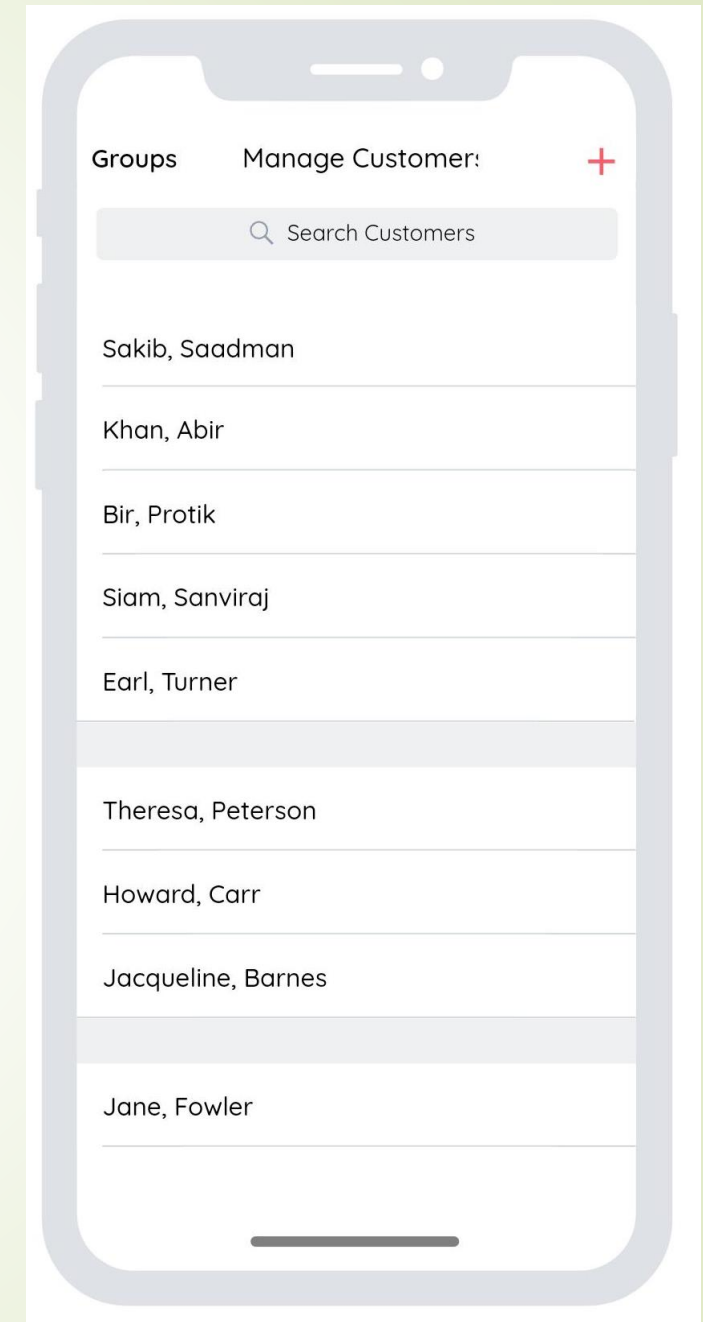 Groups Manage Customers
Search Customers
Sakib, Saadman
Khan, Abir
Bir, Protik
Siam, Sanviraj
Earl, Turner
Theresa, Peterson
Howard, Carr
Jacqueline, Barnes
Jane, Fowler